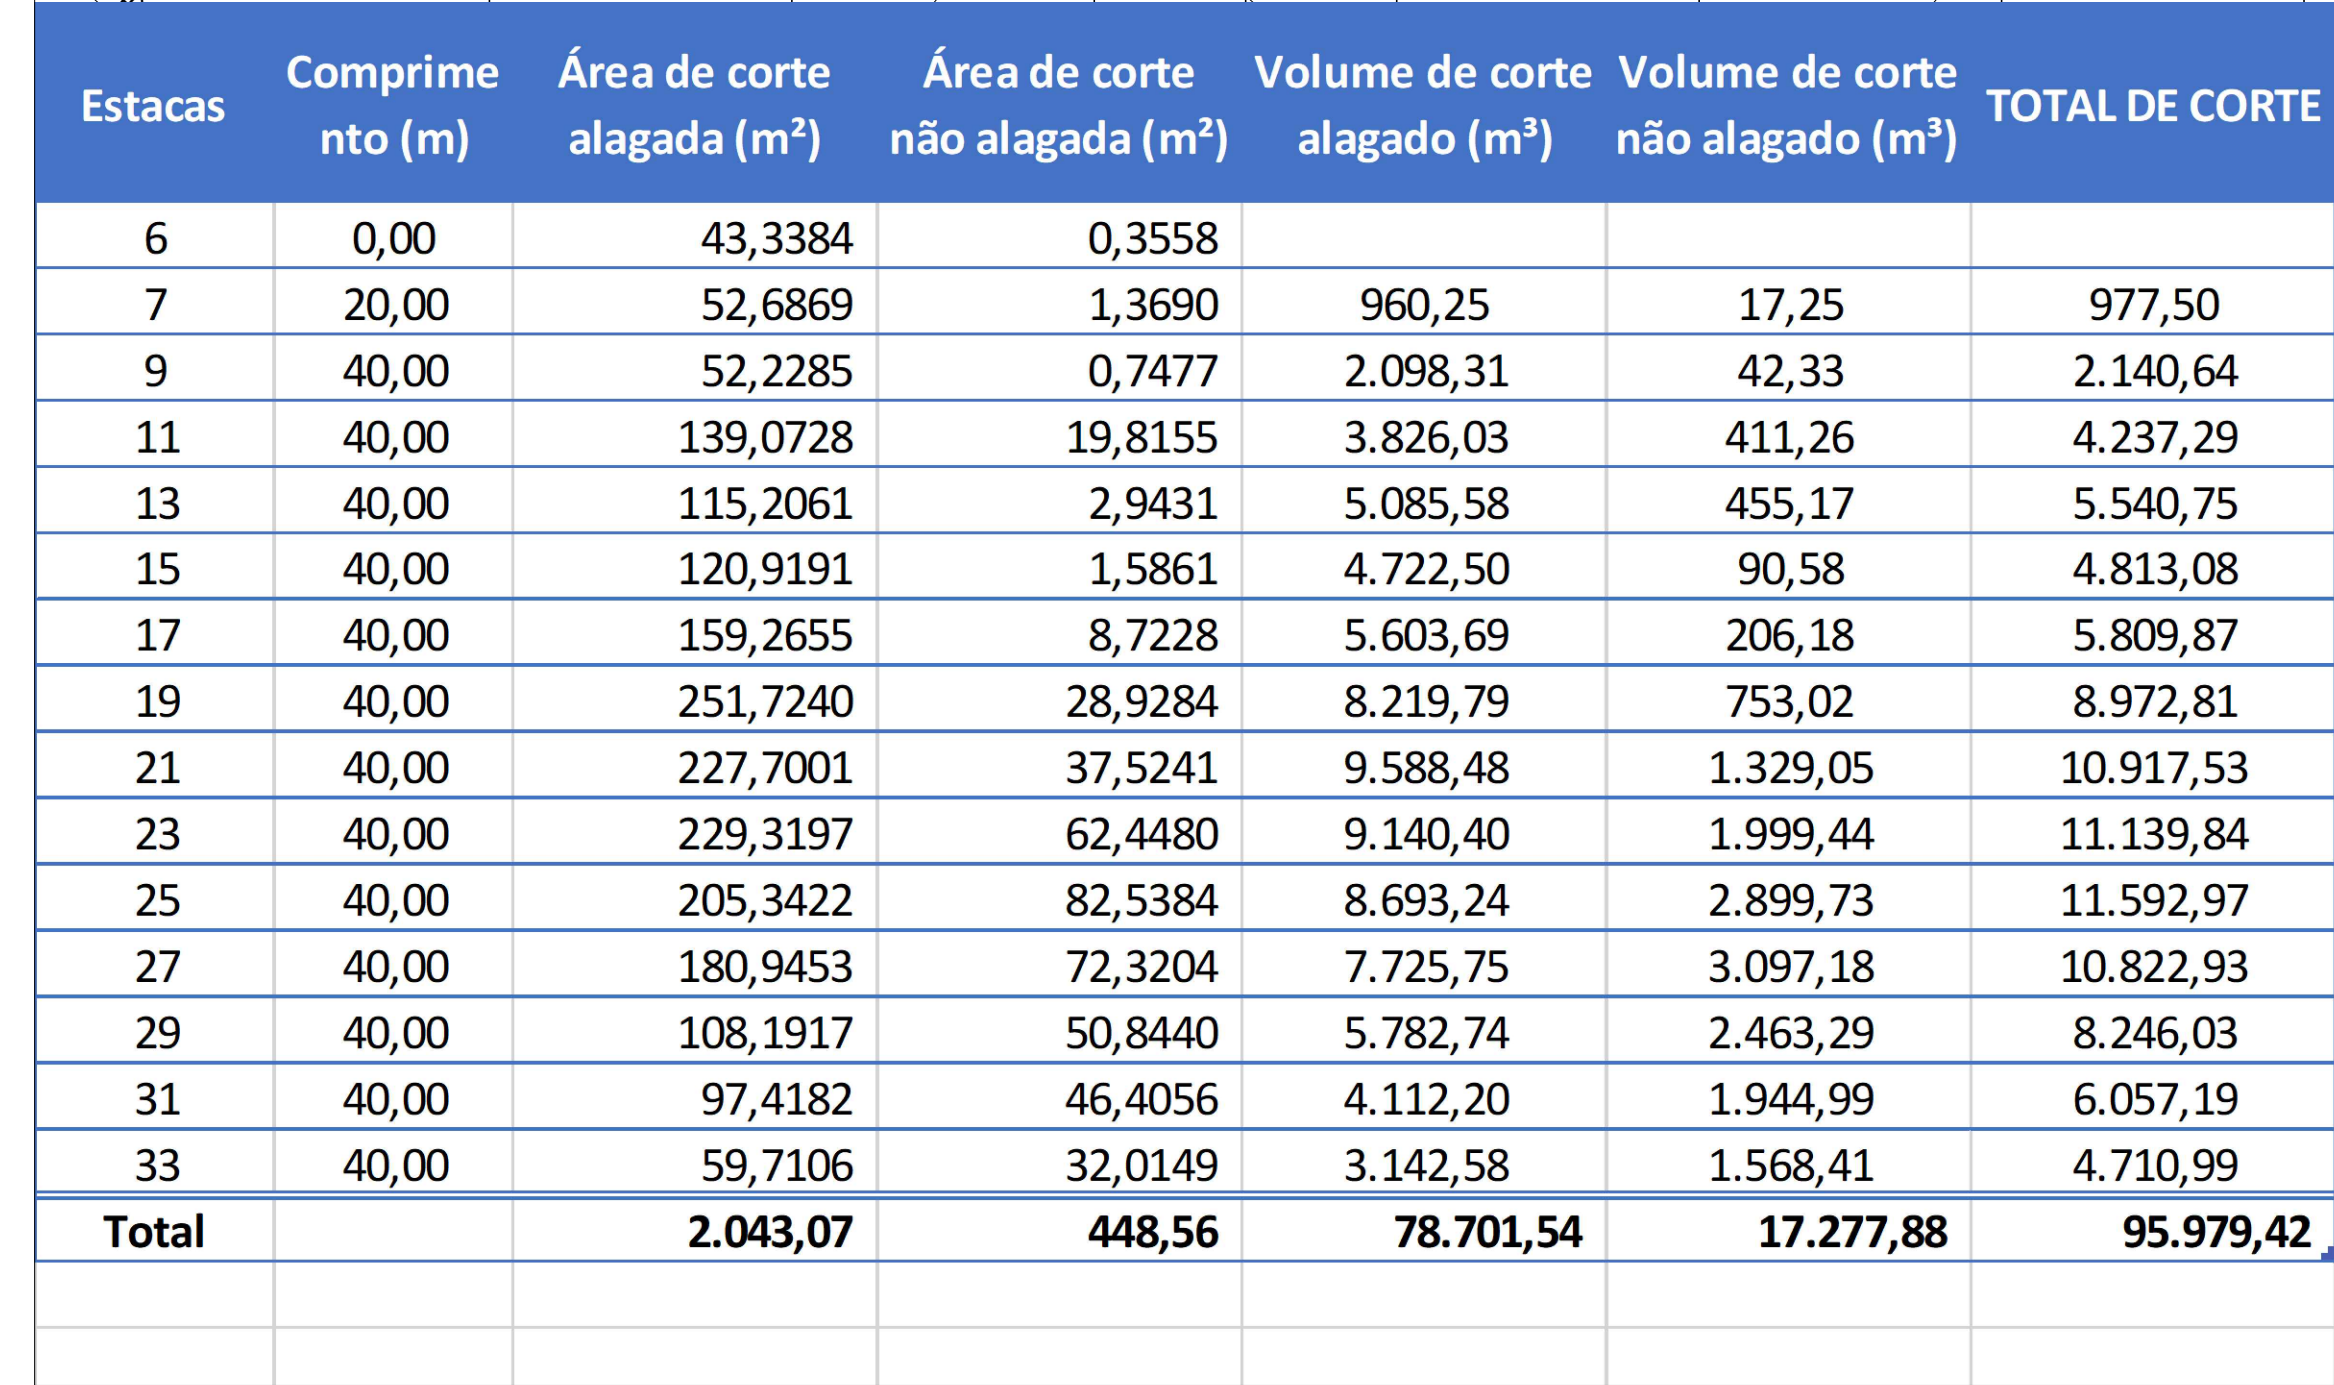 Estacas Comprime nto (m) Área de corte alagada (m²) Área de corte não alagada (m²) Volume de corte alagado (m³) Volume de corte não alagado (m³) TOTAL DE CORTE
6 0,00 43,3384 0,3558
7 20,00 52,6869 1,3690 960,25 17,25 977,50
9 40,00 52,2285 0,7477 2.098,31 42,33 2.140,64
11 40,00 139,0728 19,8155 3.826,03 411,26 4.237,29
13 40,00 115,2061 2,9431 5.085,58 455,17 5.540,75
15 40,00 120,9191 1,5861 4.722,50 90,58 4.813,08
17 40,00 159,2655 8,7228 5.603,69 206,18 5.809,87
19 40,00 251,7240 28,9284 8.219,79 753,02 8.972,81
21 40,00 227,7001 37,5241 9.588,48 1.329,05 10.917,53
23 40,00 229,3197 62,4480 9.140,40 1.999,44 11.139,84
25 40,00 205,3422 82,5384 8.693,24 2.899,73 11.592,97
27 40,00 180,9453 72,3204 7.725,75 3.097,18 10.822,93
29 40,00 108,1917 50,8440 5.782,74 2.463,29 8.246,03
31 40,00 97,4182 46,4056 4.112,20 1.944,99 6.057,19
33 40,00 59,7106 32,0149 3.142,58 1.568,41 4.710,99
Total 2.043,07 448,56 78.701,54 17.277,88 95.979,42